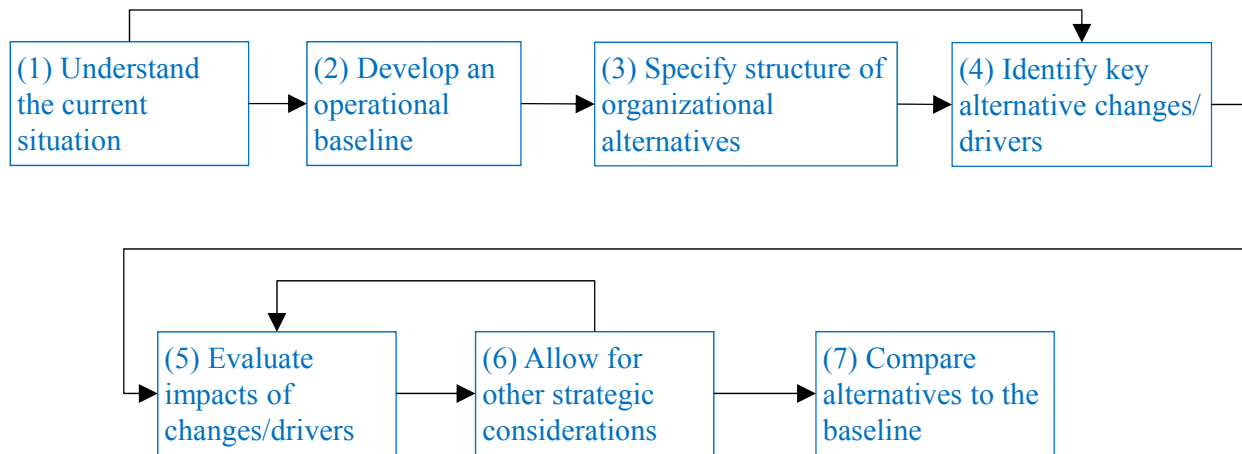 (1) Understand
the current
situation
(2) Develop an
operational
baseline
(3) Specify structure of
organizational
alternatives
(4) Identify key
alternative changes/
drivers
(5) Evaluate
impacts of
changes/drivers
(6) Allow for
other strategic
considerations
(7) Compare
alternatives to the
baseline